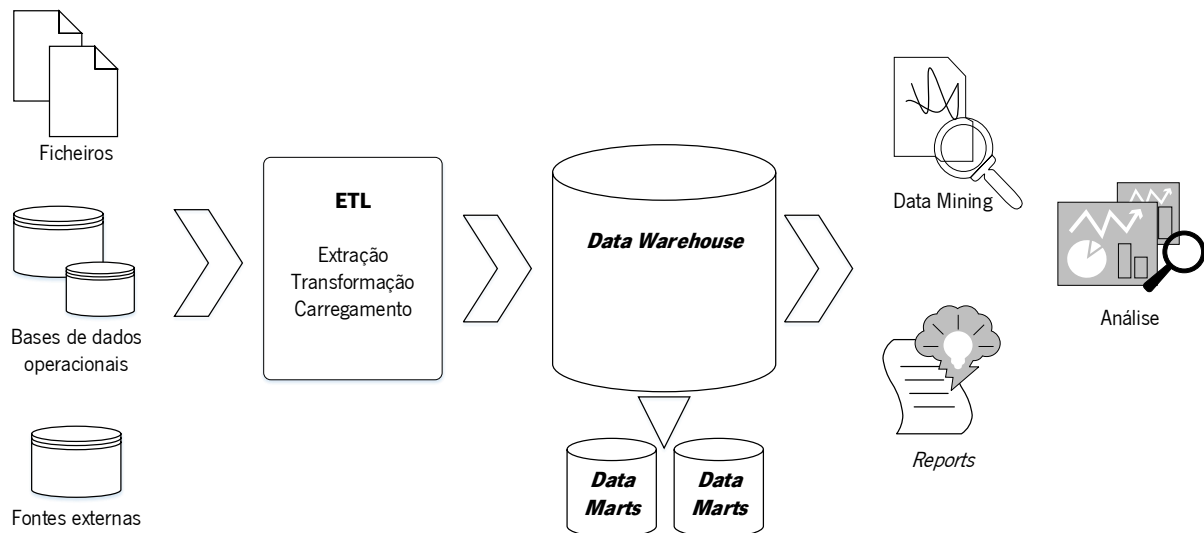 Ficheiros
Bases de dados
operacionais
Fontes externas
ETL
Extração
Transformação
Carregamento
Data Warehouse
Data
Marts
Data
Marts
Data Mining
Reports
Análise